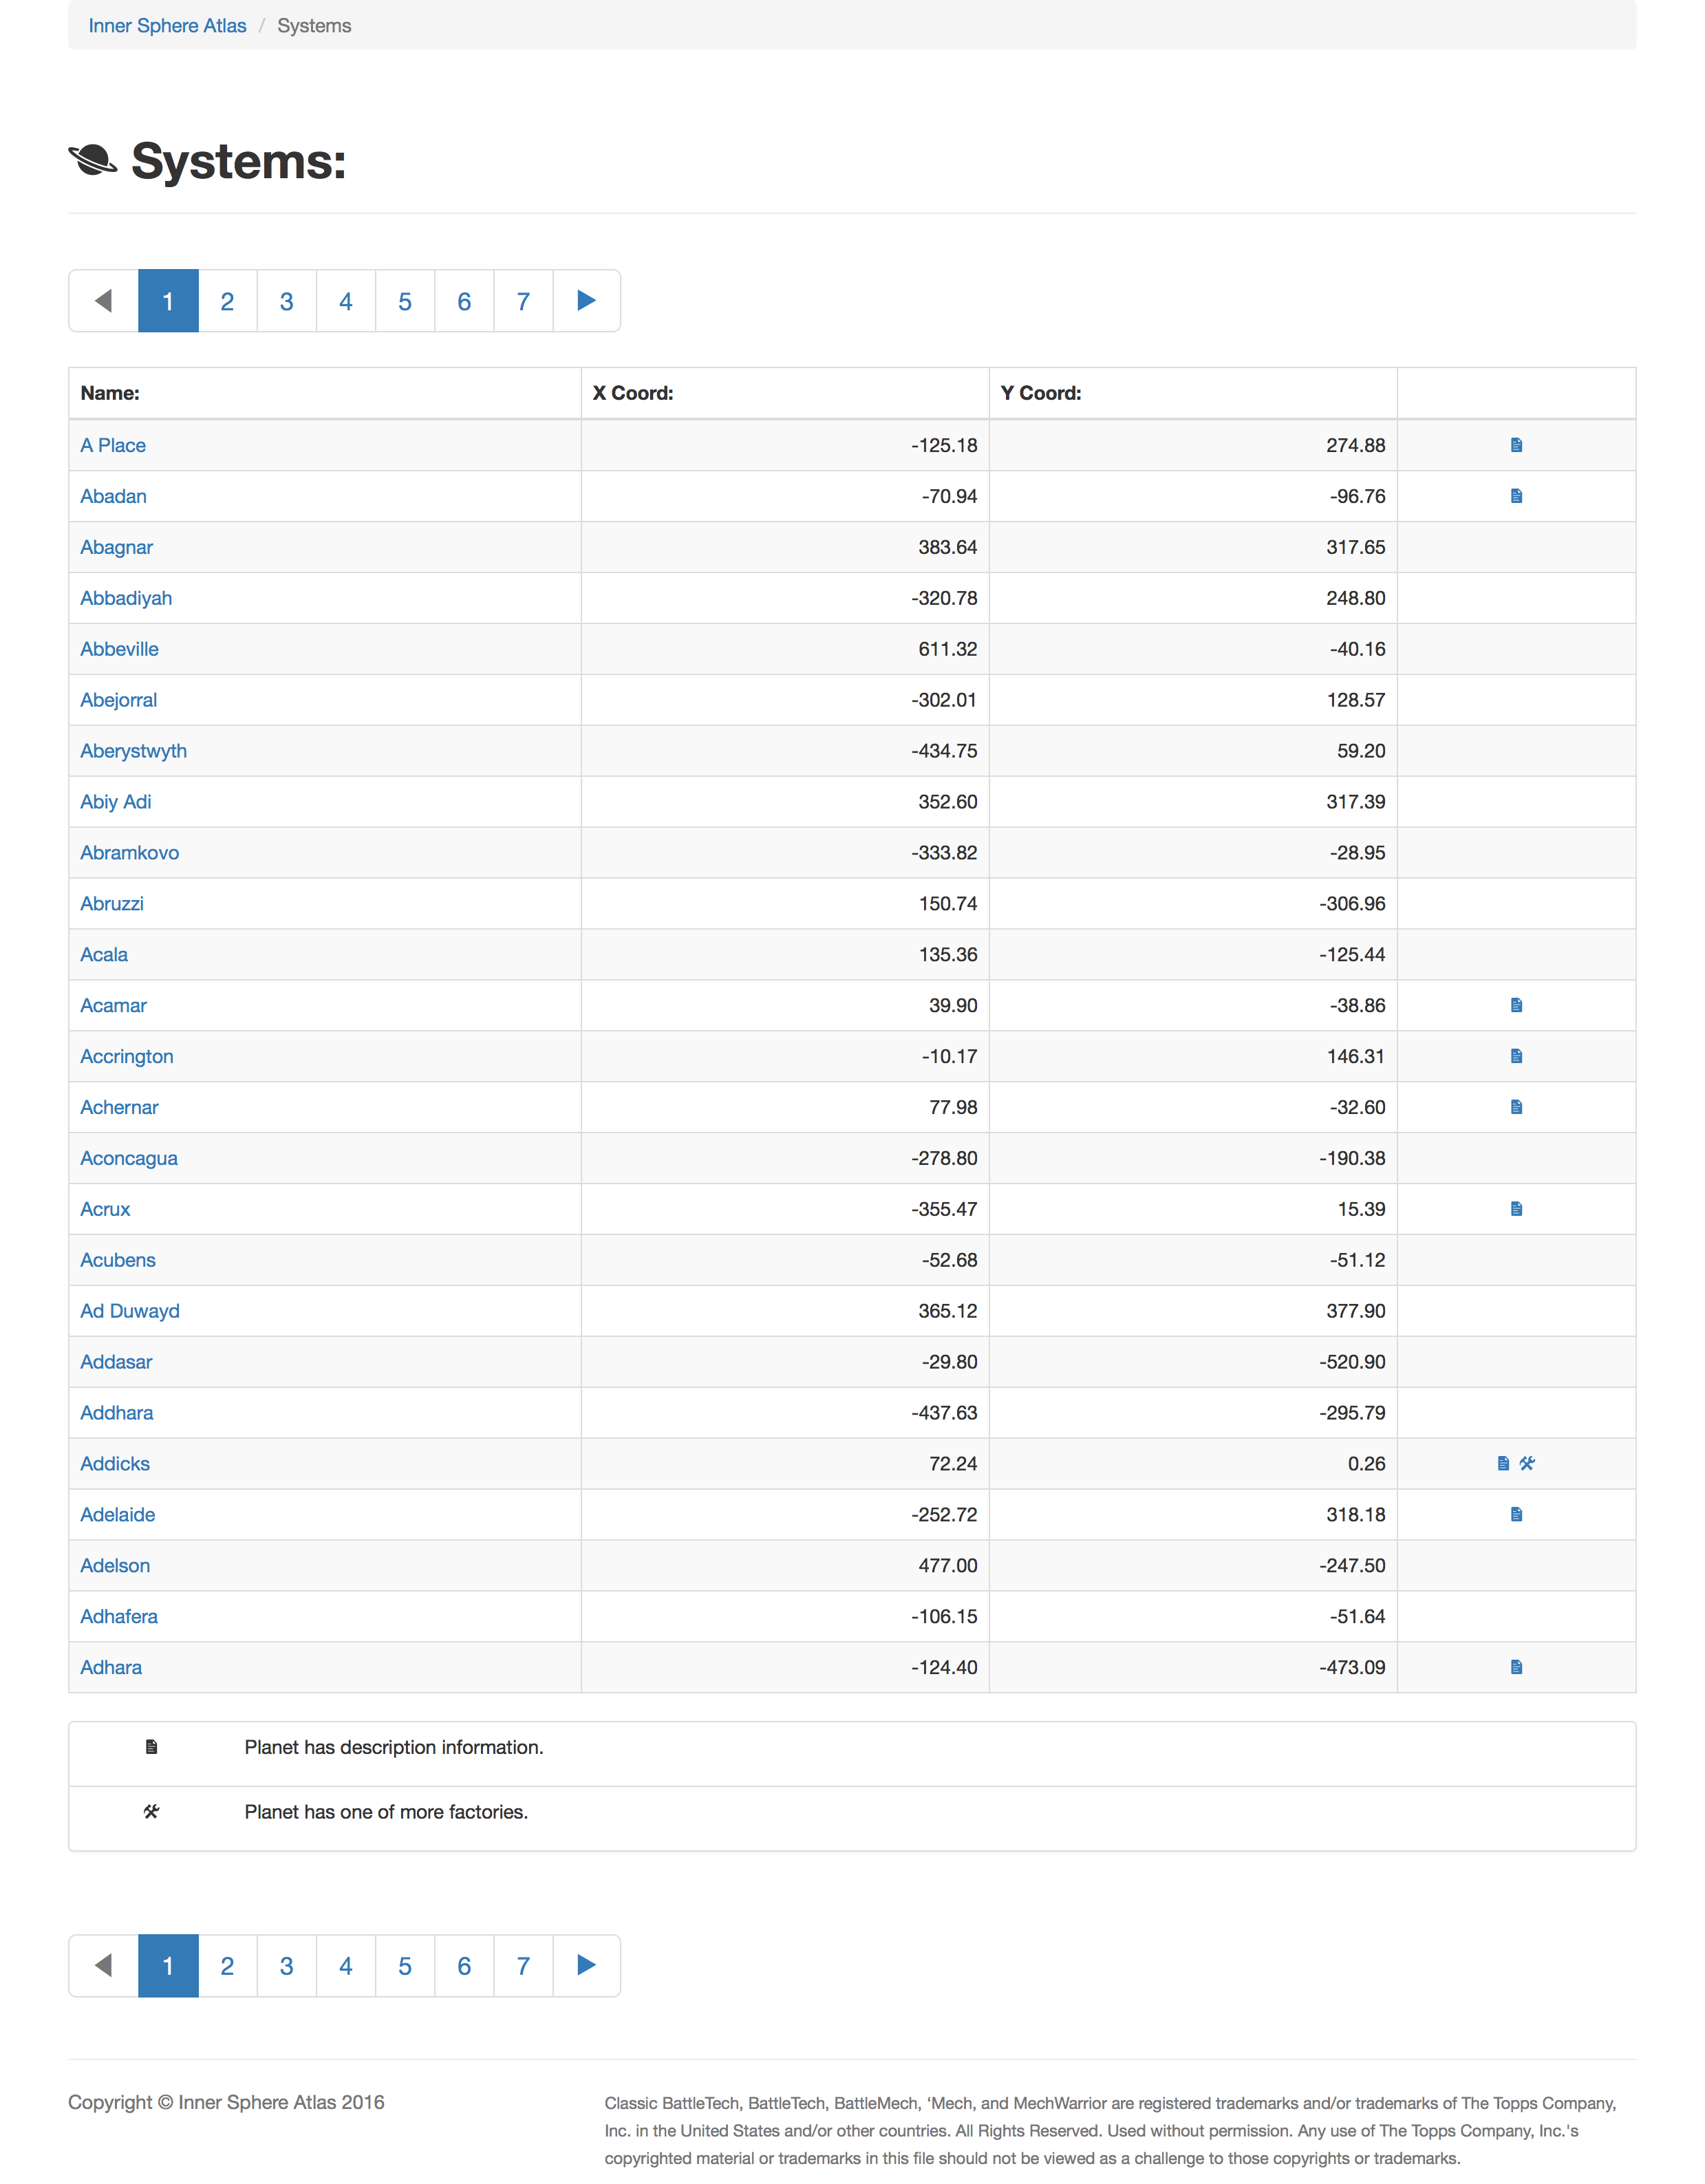 Inner Sphere Atlas / Systems
Systems:
1 2 3 4 5 6 7
Name: X Coord: Y Coord:
A Place -125.18 274.88
Abadan -70.94 -96.76
Abagnar 383.64 317.65
Abbadiyah -320.78 248.80
Abbeville 611.32 -40.16
Abejorral -302.01 128.57
Aberystwyth -434.75 59.20
Abiy Adi 352.60 317.39
Abramkovo -333.82 -28.95
Abruzzi 150.74 -306.96
Acala 135.36 -125.44
Acamar 39.90 -38.86
Accrington -10.17 146.31
Achernar 77.98 -32.60
Aconcagua -278.80 -190.38
Acrux -355.47 15.39
Acubens -52.68 -51.12
Ad Duwayd 365.12 377.90
Addasar -29.80 -520.90
Addhara -437.63 -295.79
Addicks 72.24 0.26
Adelaide -252.72 318.18
Adelson 477.00 -247.50
Adhafera -106.15 -51.64
Adhara -124.40 -473.09
Planet has description information.
Planet has one of more factories.
1 2 3 4 5 6 7
Copyright © Inner Sphere Atlas 2016
Classic BattleTech, BattleTech, BattleMech, ‘Mech, and MechWarrior are registered trademarks and/or trademarks of The Topps Company,
Inc. in the United States and/or other countries. All Rights Reserved. Used without permission. Any use of The Topps Company, Inc.'s
copyrighted material or trademarks in this file should not be viewed as a challenge to those copyrights or trademarks.